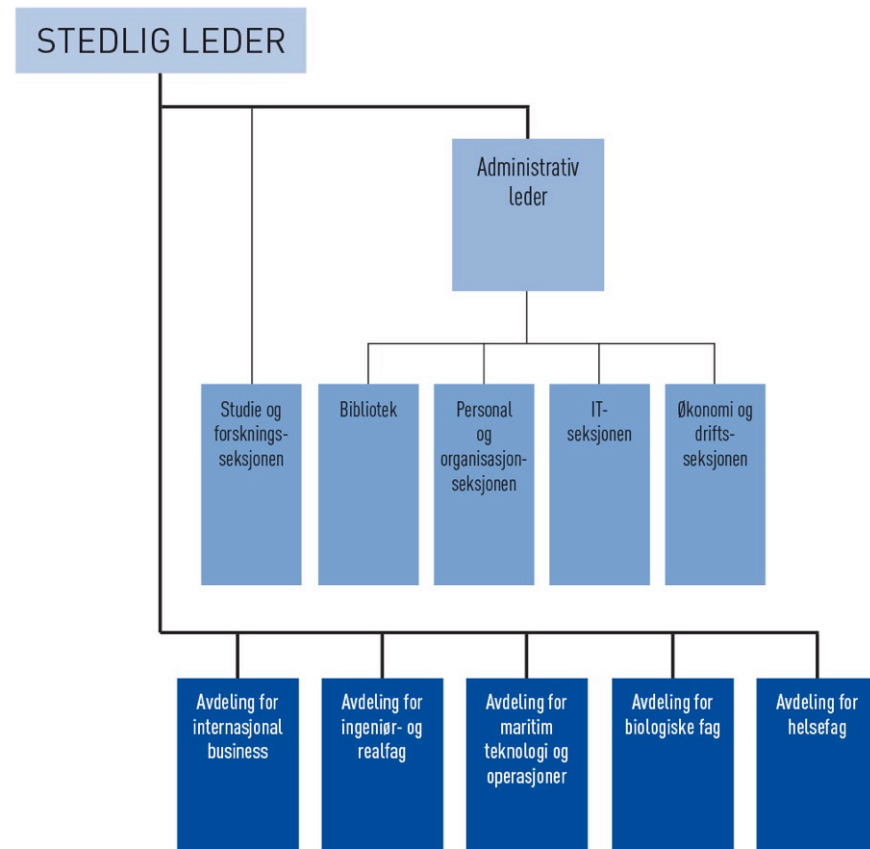 STEDLIG LEDER
Administrativ
leder
Studie og
forsknings-
seksjonen
Bibliotek
Personal
og
organisasjon-
seksjonen
IT-
seksjonen
Økonomi og
drifts-
seksjonen
Avdeling for
internasjonal
business
Avdeling for
ingeniør- og
realfag
Avdeling for
maritim
teknologi og
operasjoner
Avdeling for
biologiske fag
Avdeling for
helsefag